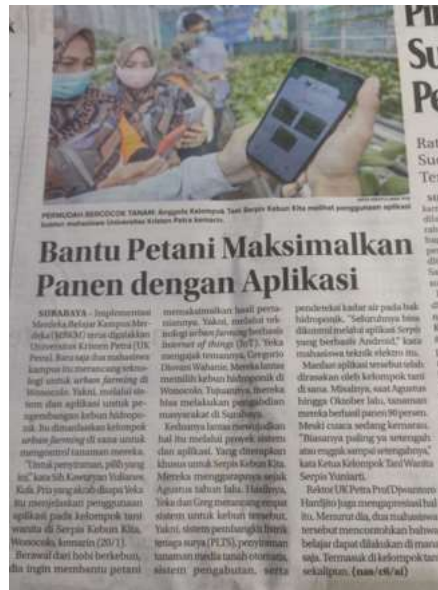 PERMUDAH BERCOCOK TANAM: Anggota Kelompok Tani Serpis Kebun Kita melihat penggunaan aplikasi
mahasiswa Universitas Kristen Petra kemarin.
Bantu Petani Maksimalkan
Panen dengan Aplikasi
SURABAYA - Implementasi
Merdeka Belajar Kampus Mer-
deka (MBKM) terus digiatkan
Universitas Kristen Petra (UK
Petra). Baru saja dua mahasiswa
kampus itu merancang tekno-
logi untuk urban farming di
Wonocolo. Yakni, melalui sis-
tem dan aplikasi untuk pe-
ngembangan kebun hidropo-
nik. Itu dimanfaatkan kelompok
urban farming di sana untuk
mengontrol tanaman mereka.
"Untuk penyiraman, pilih yang
ini," kata Sih Kawetyan Yulianav
Kufa. Pria yang akrab disapa Yeka
itu menjelaskan penggunaan
aplikasi pada kelompok tani
wanita di Serpis Kebun Kita,
Wonocolo, kemarin (20/1).
Berawal dari hobi berkebun,
dia ingin membantu petani
memaksimalkan hasil perta-
niannya. Yakni, melalui tek-
nologi urban farming berbasis
internet of things (IoT). Yeka
mengajak temannya, Gregorio
Diovani Wahanie. Mereka lantas
memilih kebun hidroponik di
Wonocolo. Tujuannya, mereka
bisa melakukan pengabdian
masyarakat di Surabaya.
Keduanya lantas mewujudkan
hal itu melalui proyek sistem
dan aplikasi. Yang diterapkan
khusus untuk Serpis Kebun Kita.
Mereka menggarapnya sejak
Agustus tahun lalu. Hasilnya,
Yeka dan Greg merancang empat
sistem untuk kebun tersebut.
Yakni, sistem pembangkit listrik
tenaga surya (PLTS), penyiraman
tanaman media tanah otomatis,
sistem pengabutan, serta
pendeteksi kadar air pada bak
hidroponik. "Seluruhnya bisa
dikontrol melalui aplikasi Serpis
yang berbasis Android," kata
mahasiswa teknik elektro itu.
Manfaat aplikasi tersebut telah
dirasakan oleh kelompok tani
di sana. Misalnya, saat Agustus
hingga Oktober lalu, tanaman
mereka berhasil panen 90 persen.
Meski cuaca sedang kemarau.
"Biasanya paling ya setengah
atau enggak sampai setengahnya,"
kata Ketua Kelompok Tani Wanita
Serpis Yuniarti.
Rektor UK Petra Prof Djwantoro
Hardjito juga mengapresiasi hal
itu. Menurut dia, dua mahasiswa
tersebut mencontohkan bahwa
belajar dapat dilakukan di mana
saja. Termasuk di kelompok tani
sekalipun. (nas/c6/ai)